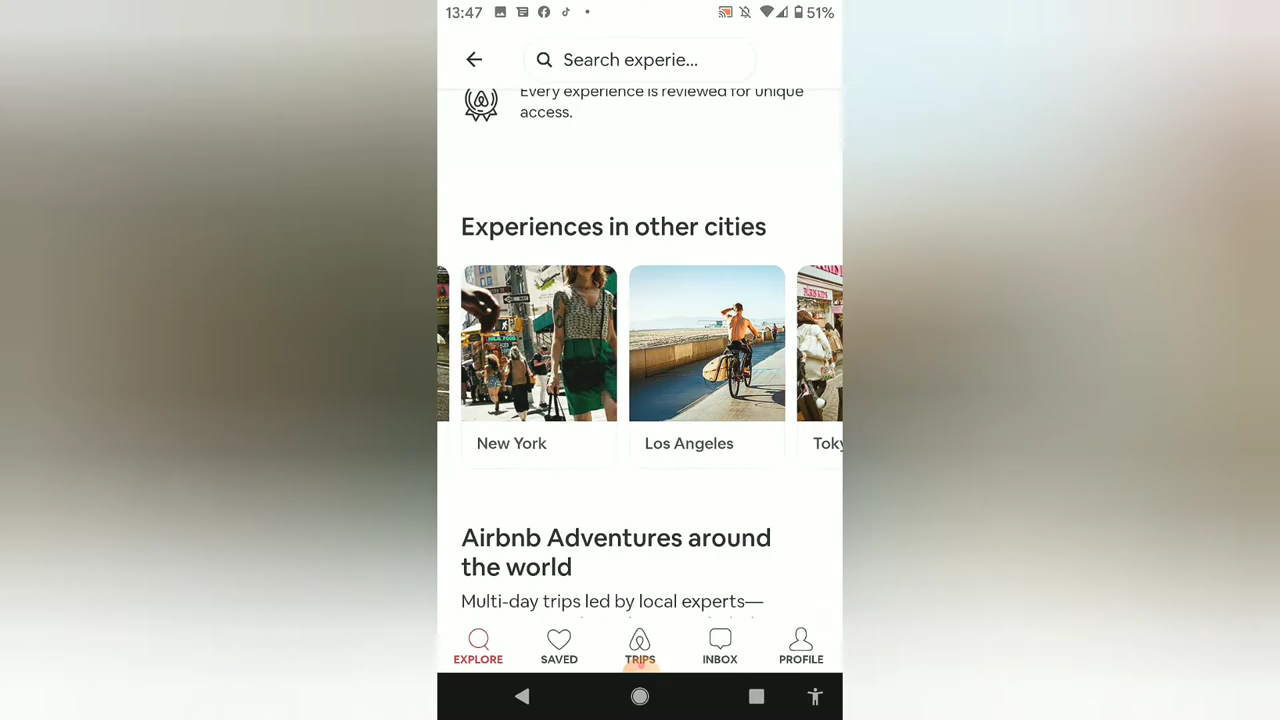 13:47
51%
Search experie...
Every experience is reviewed for unique
access.
Experiences in other cities
New York
Los Angeles
Toky
Airbnb Adventures around
the world
Multi-day trips led by local experts—
EXPLORE
SAVED
TRIPS
INBOX
PROFILE